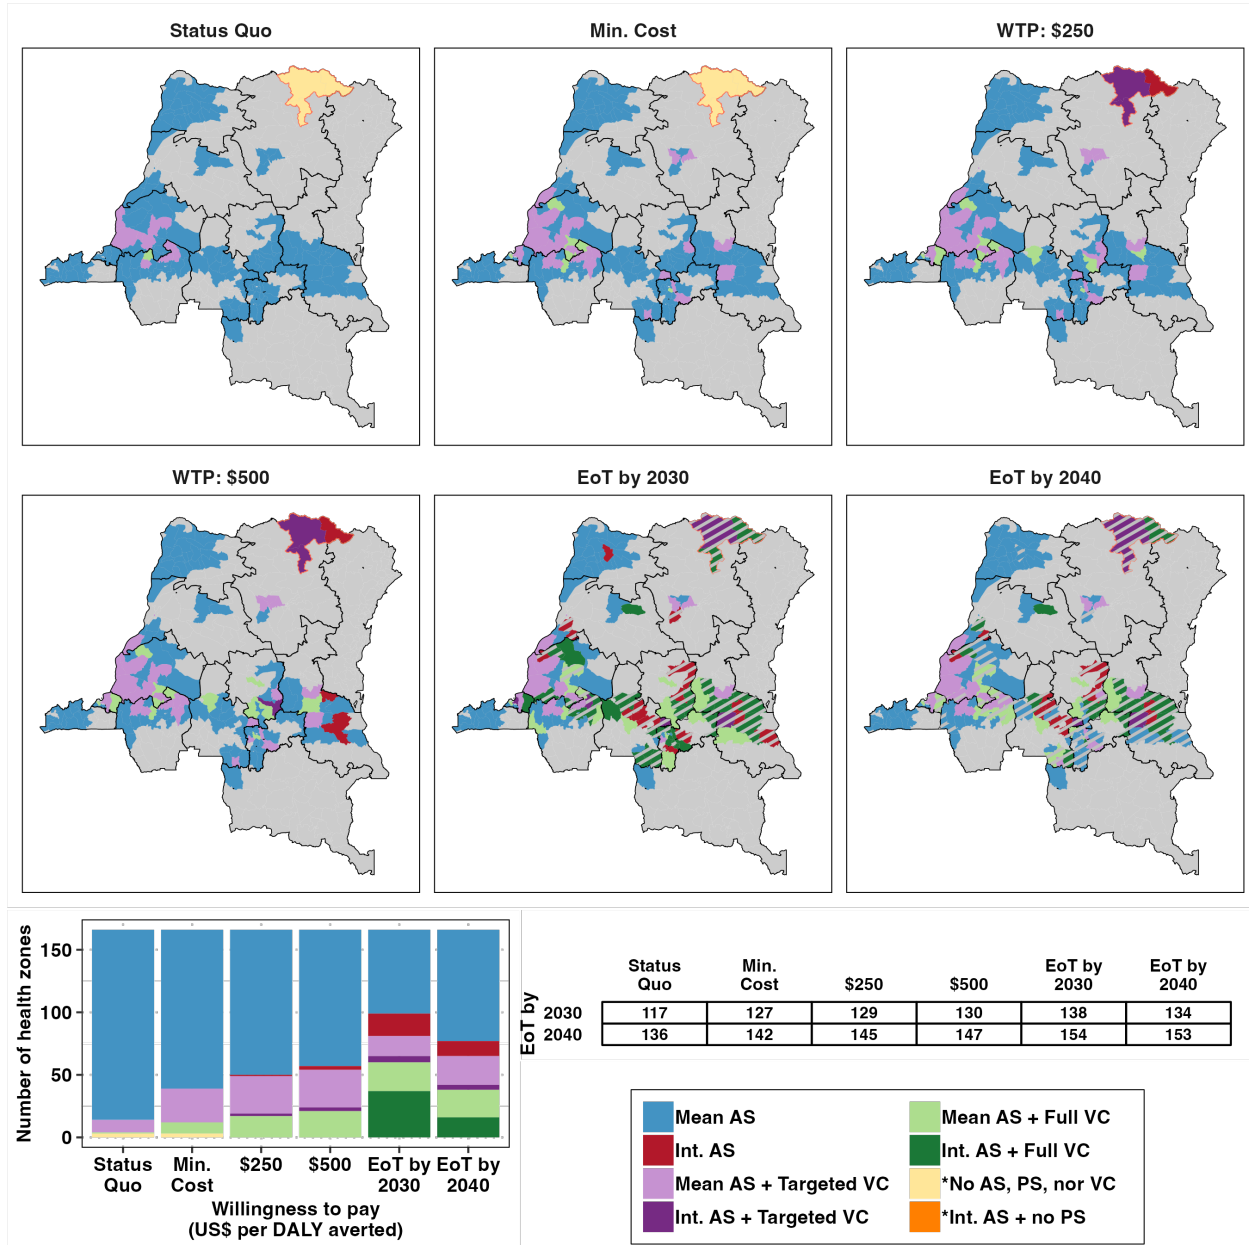 Status Quo
Min. Cost
WTP: $250
WTP: $500
EoT by 2030
EoT by 2040
Number of health zones
150
100
50
0
Status
Quo
Min.
Cost
$250
$500
EoT by
2030
EoT by
2040
Willingness to pay
(US$ per DALY averted)
Status
Quo
Min.
Cost
$250
$500
EoT by
2030
EoT by
2040
EoT by
2030 117 127 129 130 138 134
2040 136 142 145 147 154 153
Mean AS
Int. AS
Mean AS + Targeted VC
Int. AS + Targeted VC
Mean AS + Full VC
Int. AS + Full VC
*No AS, PS, nor VC
*Int. AS + no PS